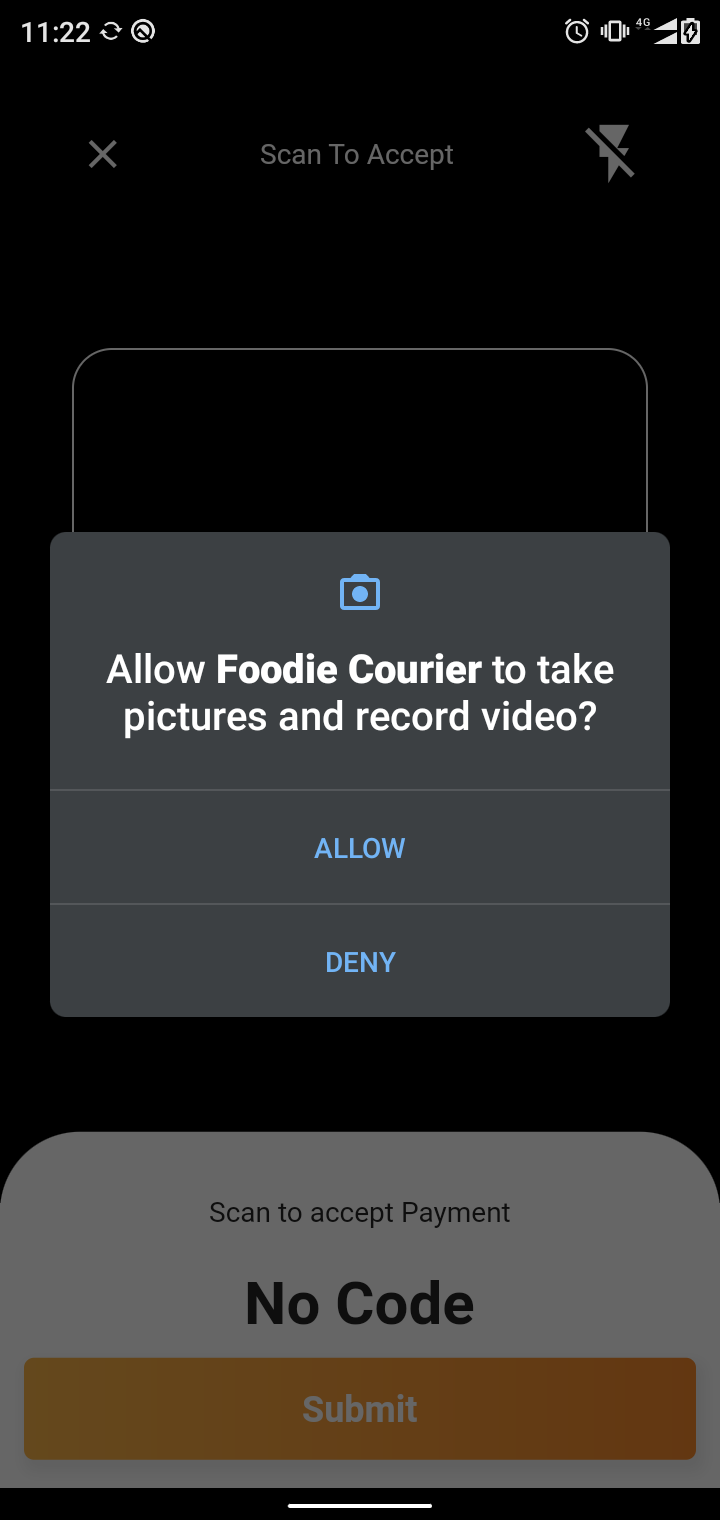 11:22
4G
Scan To Accept
Allow Foodie Courier to take
pictures and record video?
ALLOW
DENY
Scan to accept Payment
No Code
Submit